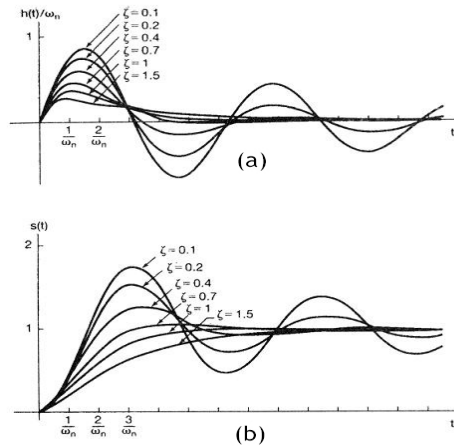 h(t)/ωn
ζ = 0.1
ζ = 0.2
ζ = 0.4
ζ = 0.7
ζ = 1
ζ = 1.5
1
1/ωn 2/ωn
t
(a)
s(t)
2
ζ = 0.1
ζ = 0.2
ζ = 0.4
ζ = 0.7
ζ = 1
ζ = 1.5
1
1/ωn 2/ωn 3/ωn
t
(b)